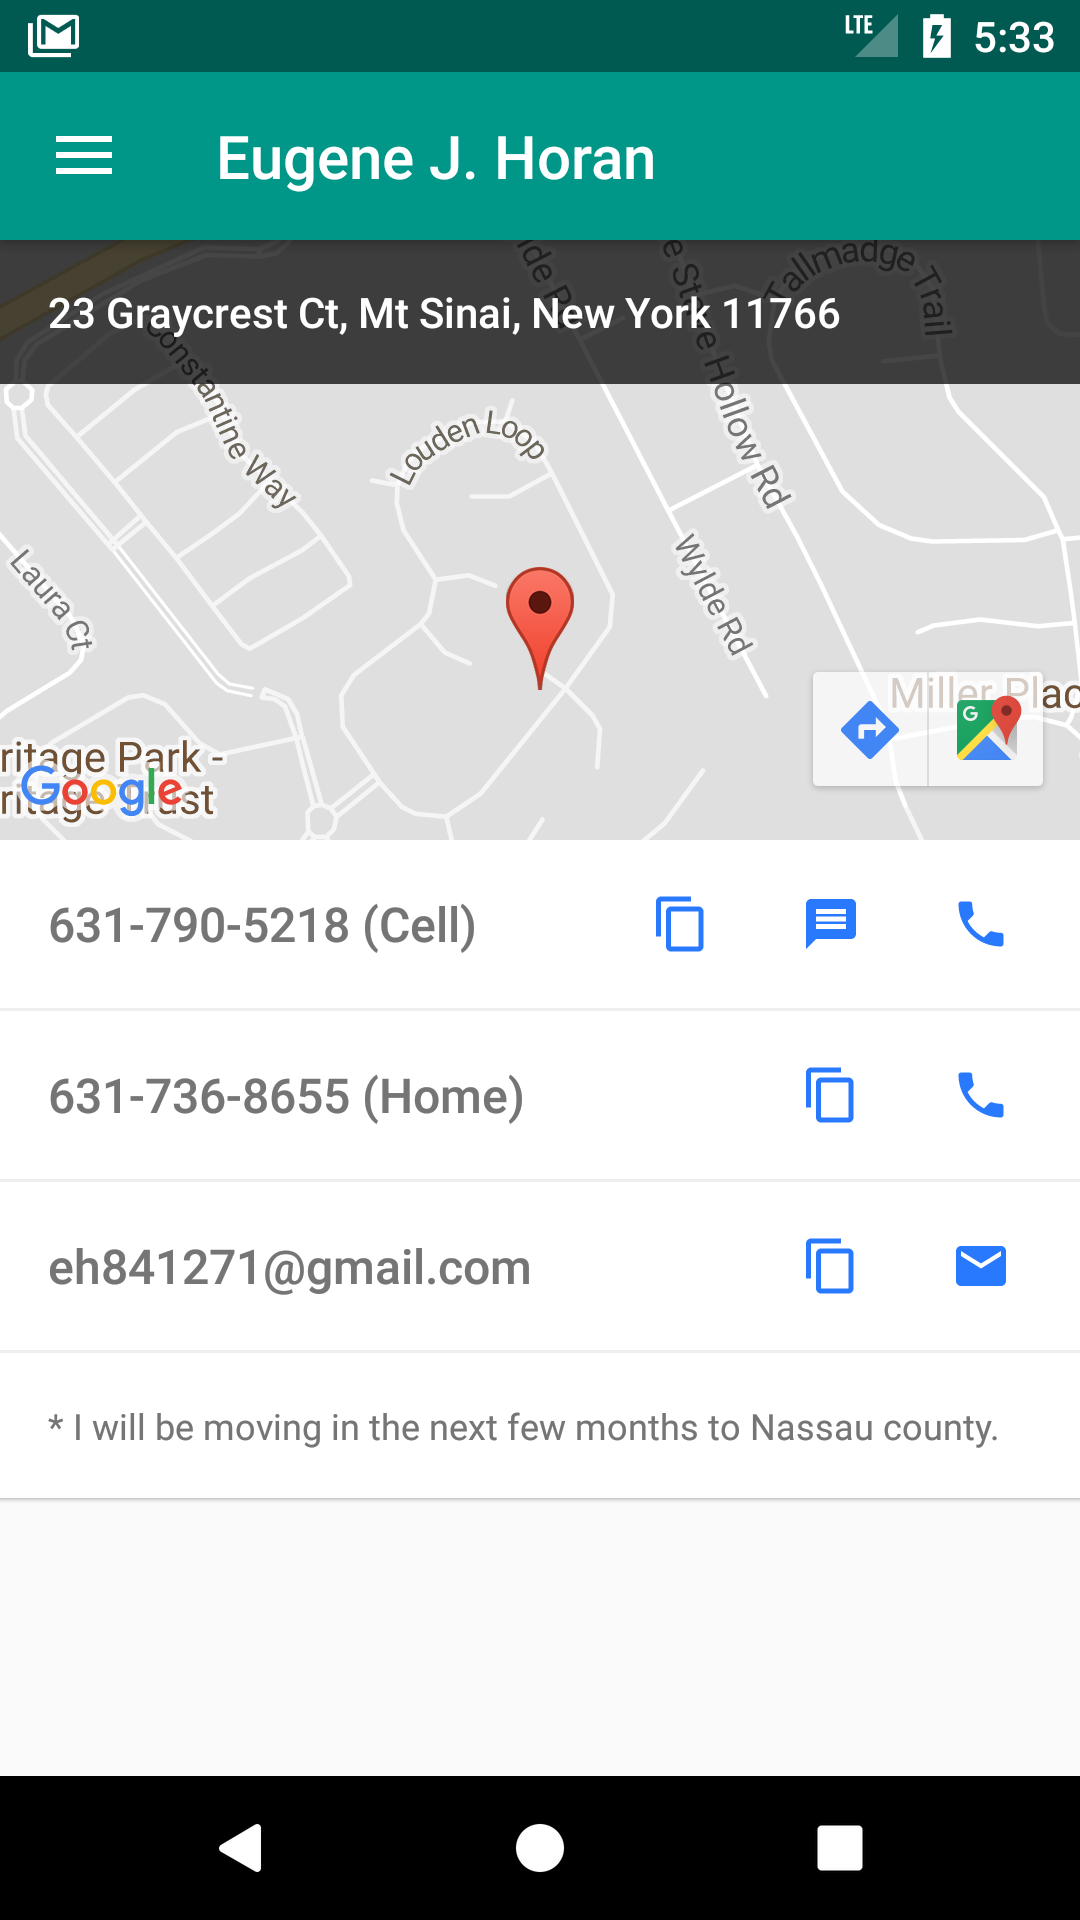 LTE 5:33
Eugene J. Horan
23 Graycrest Ct, Mt Sinai, New York 11766
Tallmadge Trail
Constantine Way
Louden Loop
Hollow Rd
Wylde Rd
Laura Ct
Miller Plac
ritage Park -
ritage Trust
Google
G
631-790-5218 (Cell)
631-736-8655 (Home)
eh841271@gmail.com
* I will be moving in the next few months to Nassau county.